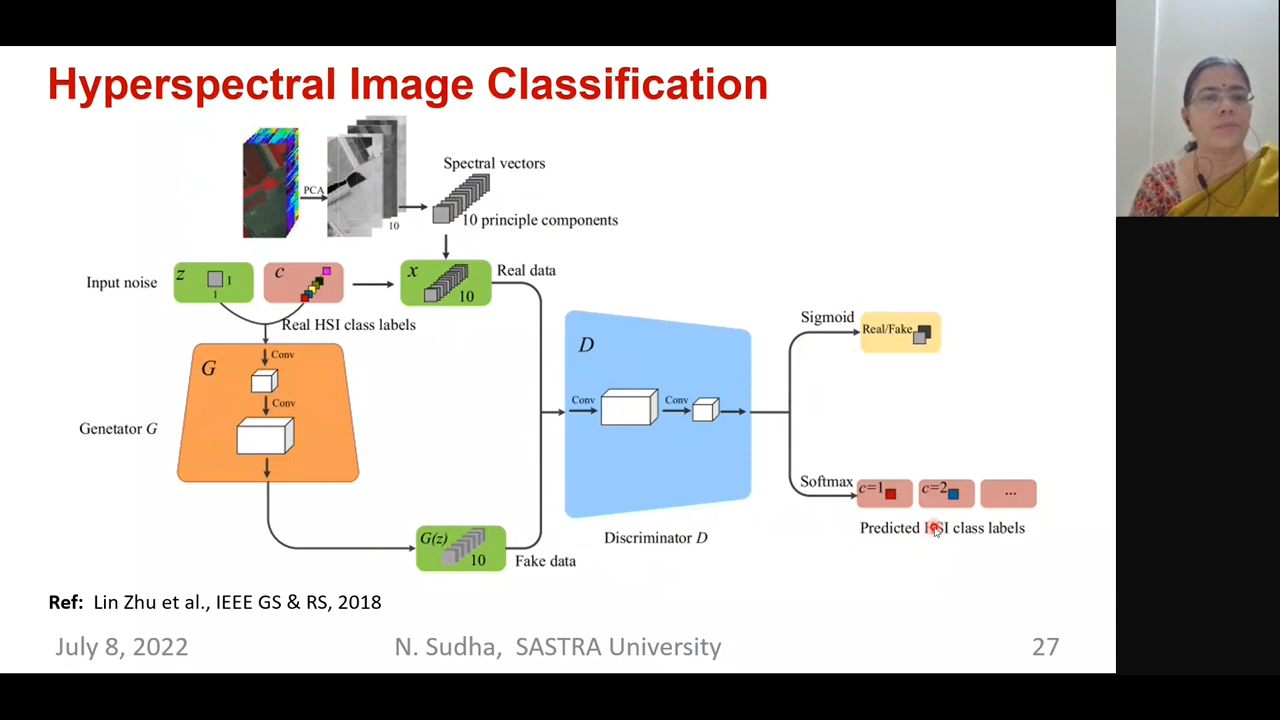 Hyperspectral Image Classification
Spectral vectors
PCA
10
10 principle components
Input noise
z
1
1
c
x
10
Real data
Real HSI class labels
Conv
G
Conv
Genetator G
D
Conv
Conv
Sigmoid
Real/Fake
Softmax
c=1
c=2
...
Predicted HSI class labels
G(z)
10
Fake data
Discriminator D
Ref: Lin Zhu et al., IEEE GS & RS, 2018
July 8, 2022
N. Sudha, SASTRA University
27